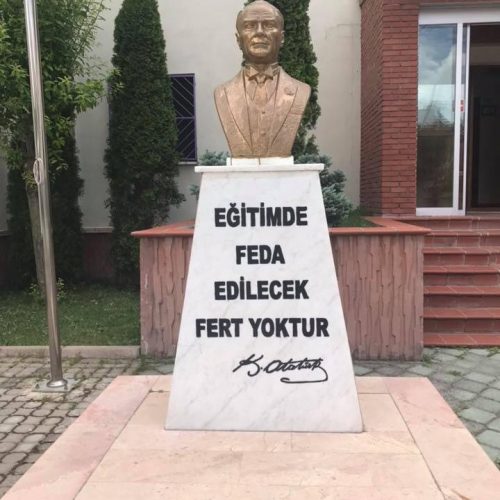 EĞİTİMDE
FEDA
EDİLECEK
FERT YOKTUR
K. Atatürk